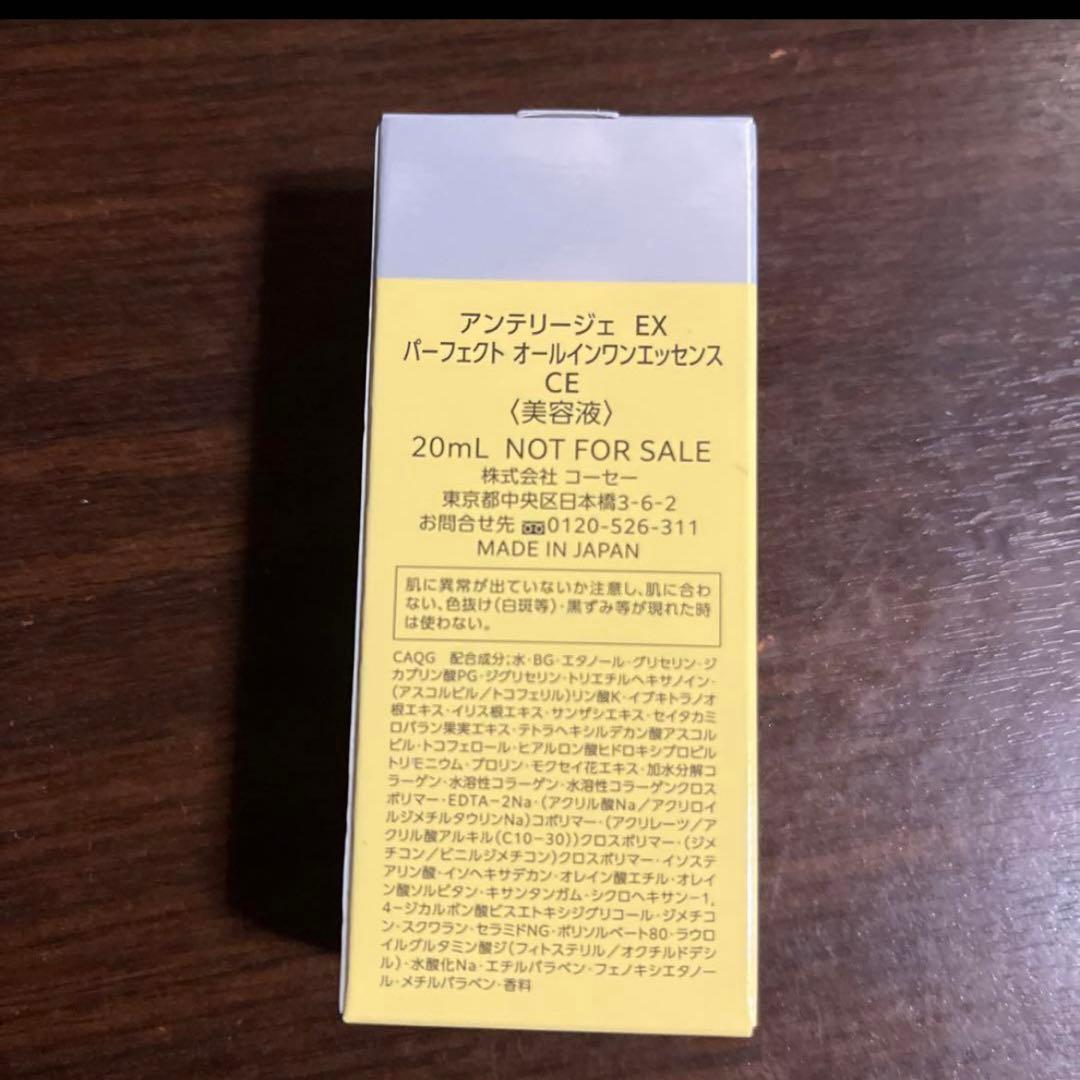 アンテリージェ EX
パーフェクト オールインワンエッセンス
CE
〈美容液〉
20mL NOT FOR SALE
株式会社 コーセー
東京都中央区日本橋3-6-2
お問合せ先 0120-526-311
MADE IN JAPAN
肌に異常が出ていないか注意し、肌に合わ
ない、色抜け(白斑等)・黒ずみ等が現れた時
は使わない。
CAQG 配合成分;水・BG・エタノール・グリセリン・ジ
カプリン酸PG・ジグリセリン・トリエチルヘキサノイン・
(アスコルビル/トコフェリル)リン酸K・イブキトラノオ
根エキス・イリス根エキス・サンザシエキス・セイタカミ
ロバラン果実エキス・テトラヘキシルデカン酸アスコル
ビル・トコフェロール・ヒアルロン酸ヒドロキシプロピル
トリモニウム・プロリン・モクセイ花エキス・加水分解コ
ラーゲン・水溶性コラーゲン・水溶性コラーゲンクロス
ポリマー・EDTA-2Na・(アクリル酸Na/アクリロイ
ルジメチルタウリンNa)コポリマー・(アクリレーツ/ア
クリル酸アルキル(C10-30))クロスポリマー・(ジメ
チコン/ビニルジメチコン)クロスポリマー・イソステ
アリン酸・イソヘキサデカン・オレイン酸エチル・オレイ
ン酸ソルビタン・キサンタンガム・シクロヘキサン-1,
4-ジカルボン酸ビスエトキシジグリコール・ジメチコ
ン・スクワラン・セラミドNG・ポリソルベート80・ラウロ
イルグルタミン酸ジ(フィトステリル/オクチルドデシ
ル)・水酸化Na・エチルパラベン・フェノキシエタノー
ル・メチルパラベン・香料